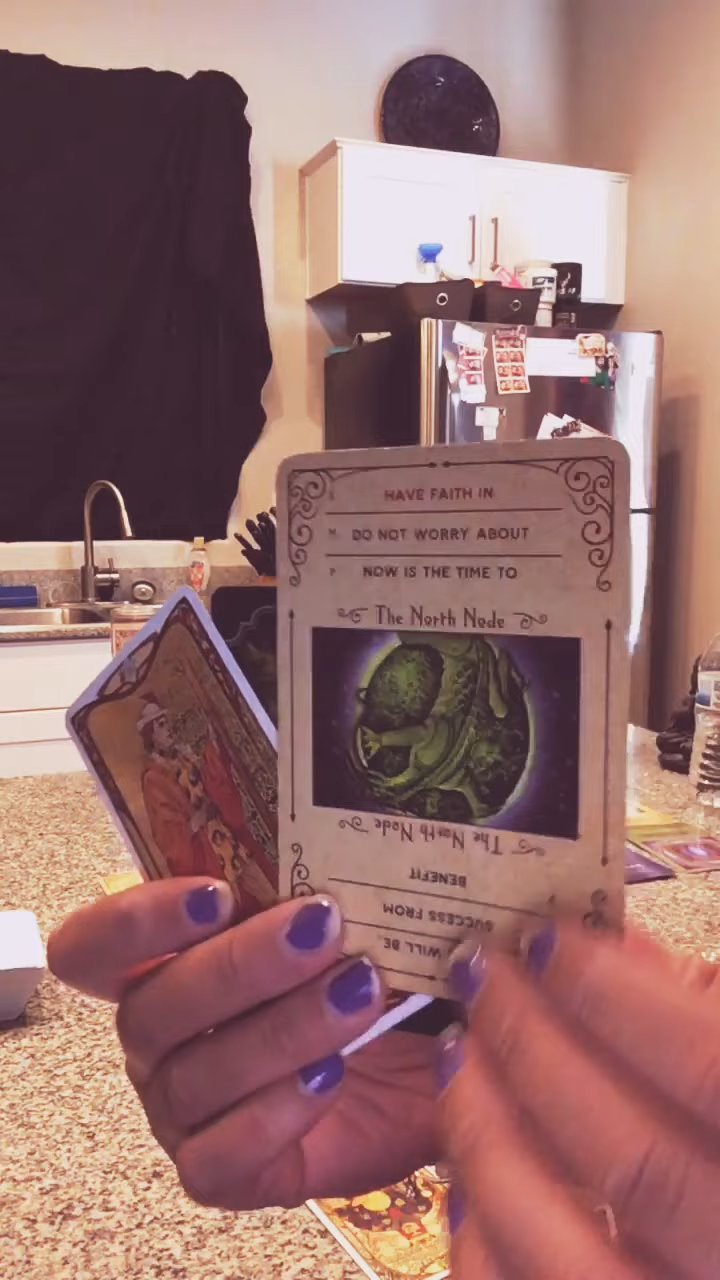 HAVE FAITH IN
M DO NOT WORRY ABOUT
P NOW IS THE TIME TO
The North Node
The North Node
BENEFIT
SUCCESS FROM
WILL BE